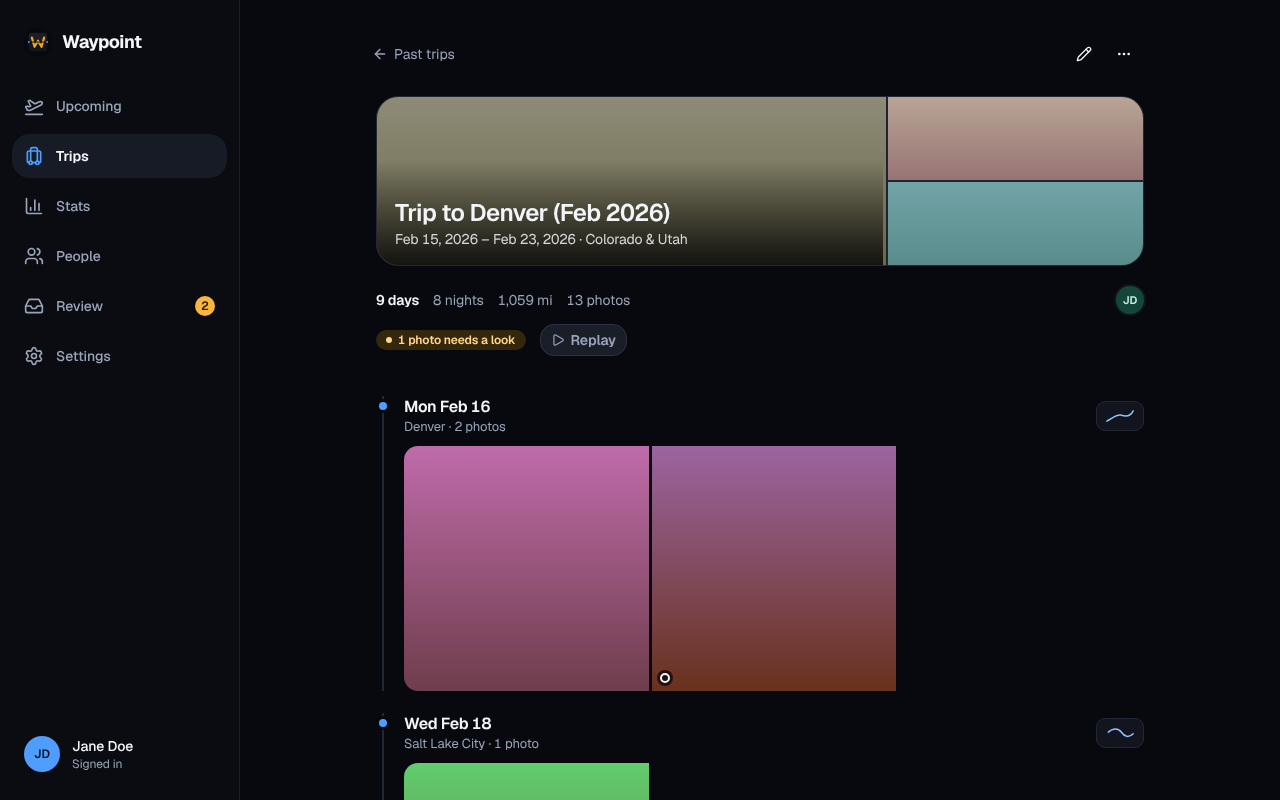 Waypoint
Upcoming
Trips
Stats
People
Review 2
Settings
JD
Jane Doe
Signed in
Past trips
Trip to Denver (Feb 2026)
Feb 15, 2026 – Feb 23, 2026 · Colorado & Utah
9 days 8 nights 1,059 mi 13 photos
JD
1 photo needs a look
Replay
Mon Feb 16
Denver · 2 photos
Wed Feb 18
Salt Lake City · 1 photo